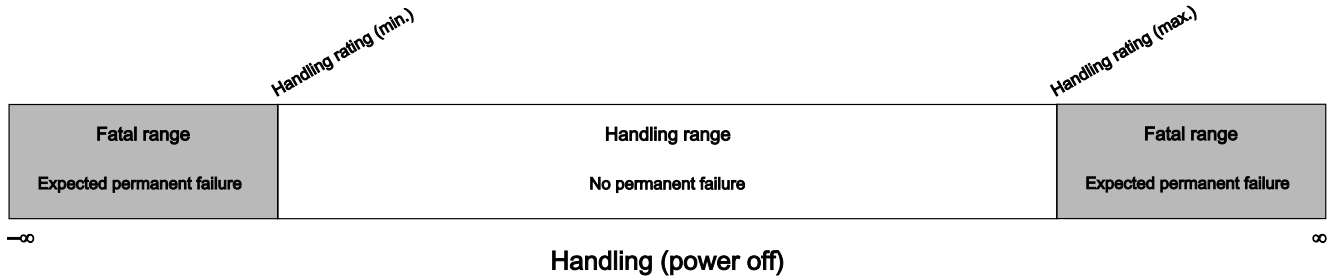 Handling rating (min.)
Handling rating (max.)
Fatal range
Handling range
Fatal range
Expected permanent failure
No permanent failure
Expected permanent failure
–∞
∞
Handling (power off)